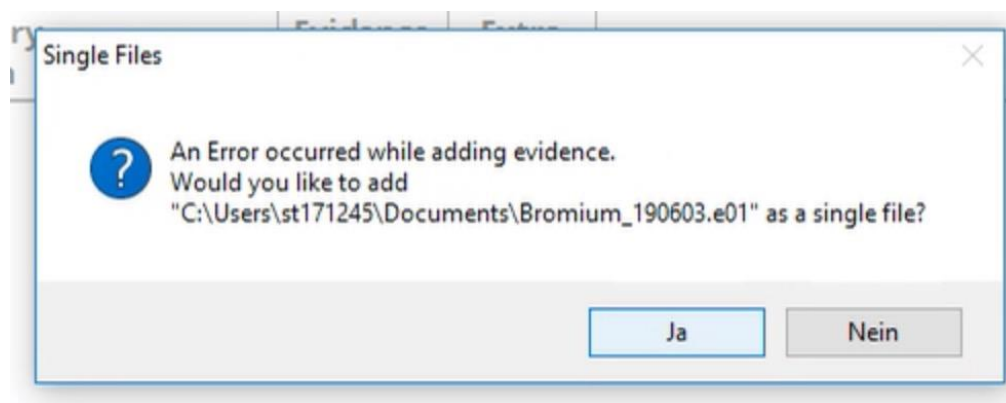 Single Files
An Error occurred while adding evidence.
Would you like to add
"C:\Users\st171245\Documents\Bromium_190603.e01" as a single file?
Ja
Nein